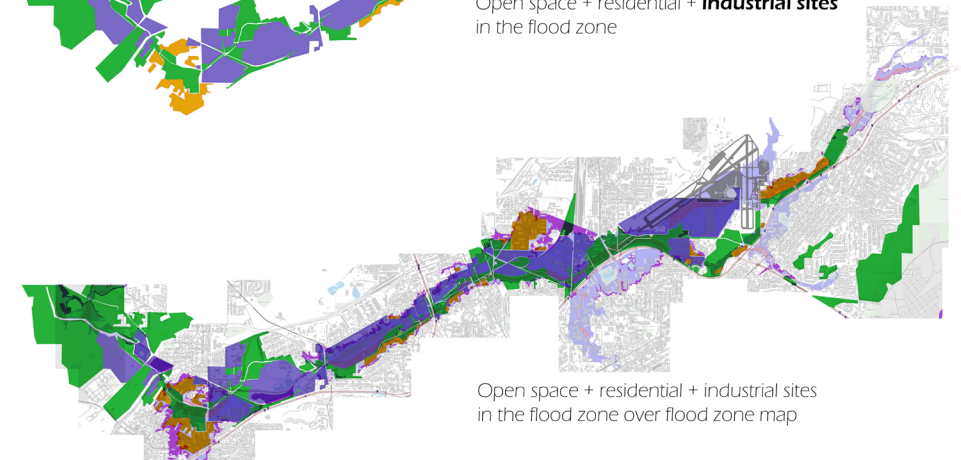 Open space + residential + industrial sites
in the flood zone
Open space + residential + industrial sites
in the flood zone over flood zone map